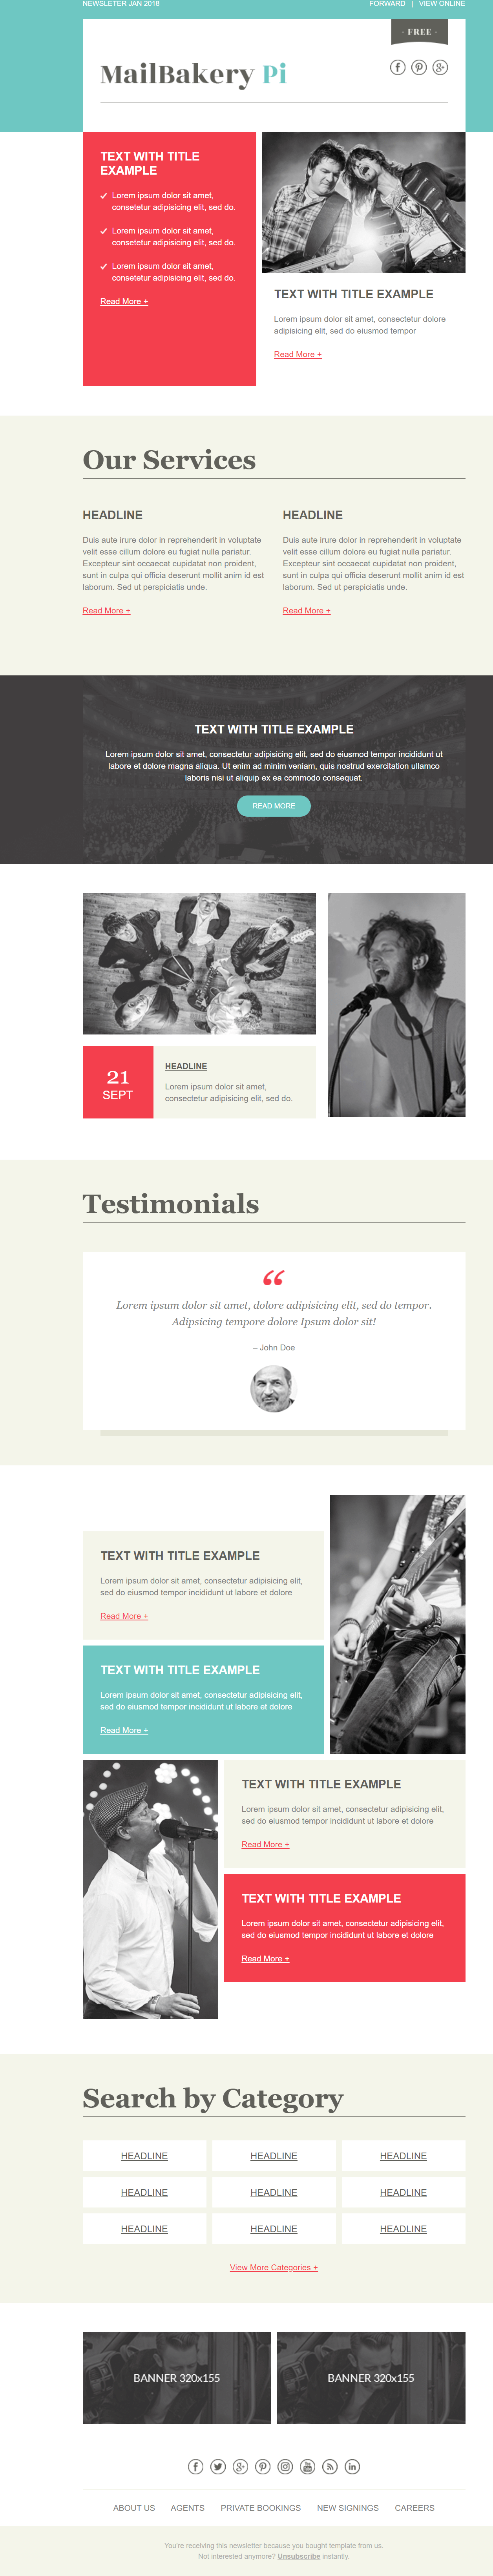 NEWSLETER JAN 2018
FORWARD | VIEW ONLINE
- FREE -
MailBakery Pi
TEXT WITH TITLE
EXAMPLE
Lorem ipsum dolor sit amet,
consetetur adipisicing elit, sed do.
Lorem ipsum dolor sit amet,
consetetur adipisicing elit, sed do.
Lorem ipsum dolor sit amet,
consetetur adipisicing elit, sed do.
Read More +
TEXT WITH TITLE EXAMPLE
Lorem ipsum dolor sit amet, consectetur dolore
adipisicing elit, sed do eiusmod tempor
Read More +
Our Services
HEADLINE
Duis aute irure dolor in reprehenderit in voluptate
velit esse cillum dolore eu fugiat nulla pariatur.
Excepteur sint occaecat cupidatat non proident,
sunt in culpa qui officia deserunt mollit anim id est
laborum. Sed ut perspiciatis unde.
Read More +
HEADLINE
Duis aute irure dolor in reprehenderit in voluptate
velit esse cillum dolore eu fugiat nulla pariatur.
Excepteur sint occaecat cupidatat non proident,
sunt in culpa qui officia deserunt mollit anim id est
laborum. Sed ut perspiciatis unde.
Read More +
TEXT WITH TITLE EXAMPLE
Lorem ipsum dolor sit amet, consectetur adipisicing elit, sed do eiusmod tempor incididunt ut
labore et dolore magna aliqua. Ut enim ad minim veniam, quis nostrud exercitation ullamco
laboris nisi ut aliquip ex ea commodo consequat.
READ MORE
21
SEPT
HEADLINE
Lorem ipsum dolor sit amet,
consectetur adipisicing elit, sed do.
Testimonials
“
Lorem ipsum dolor sit amet, dolore adipisicing elit, sed do tempor.
Adipsicing tempore dolore Ipsum dolor sit!
– John Doe
TEXT WITH TITLE EXAMPLE
Lorem ipsum dolor sit amet, consectetur adipisicing elit,
sed do eiusmod tempor incididunt ut labore et dolore
Read More +
TEXT WITH TITLE EXAMPLE
Lorem ipsum dolor sit amet, consectetur adipisicing elit,
sed do eiusmod tempor incididunt ut labore et dolore
Read More +
TEXT WITH TITLE EXAMPLE
Lorem ipsum dolor sit amet, consectetur adipisicing elit,
sed do eiusmod tempor incididunt ut labore et dolore
Read More +
TEXT WITH TITLE EXAMPLE
Lorem ipsum dolor sit amet, consectetur adipisicing elit,
sed do eiusmod tempor incididunt ut labore et dolore
Read More +
Search by Category
HEADLINE HEADLINE HEADLINE
HEADLINE HEADLINE HEADLINE
HEADLINE HEADLINE HEADLINE
View More Categories +
BANNER 320x155 BANNER 320x155
ABOUT US AGENTS PRIVATE BOOKINGS NEW SIGNINGS CAREERS
You're receiving this newsletter because you bought template from us.
Not interested anymore? Unsubscribe instantly.